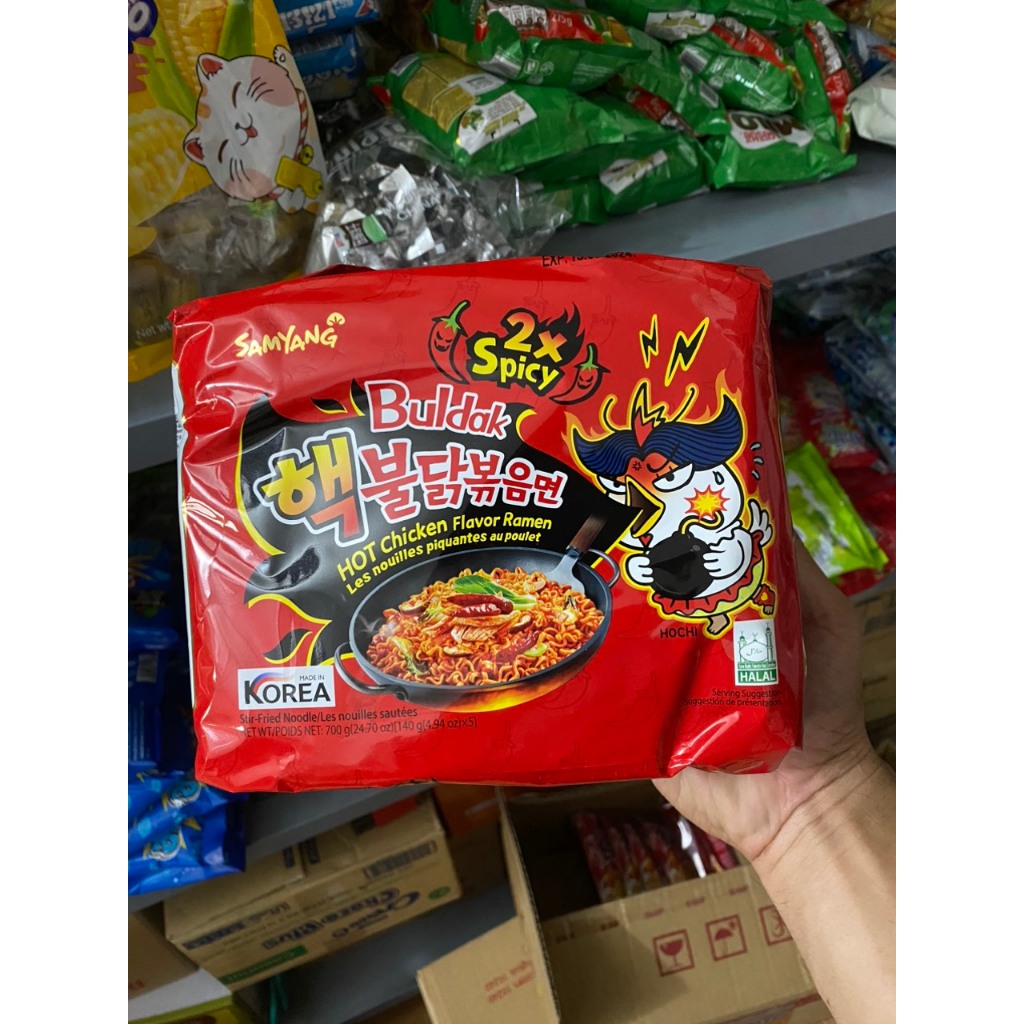 SAMYANG
2x
Spicy
Buldak
핵불닭볶음면
HOT Chicken Flavor Ramen
Les nouilles piquantes au poulet
HOCHI
MADE IN
KOREA
HALAL
Serving Suggestion
Suggestion de présentation
Stir-Fried Noodle/Les nouilles sautées
NET WT/POIDS NET: 700 g(24.70 oz)[140 g(4.94 oz)X5]
MILO